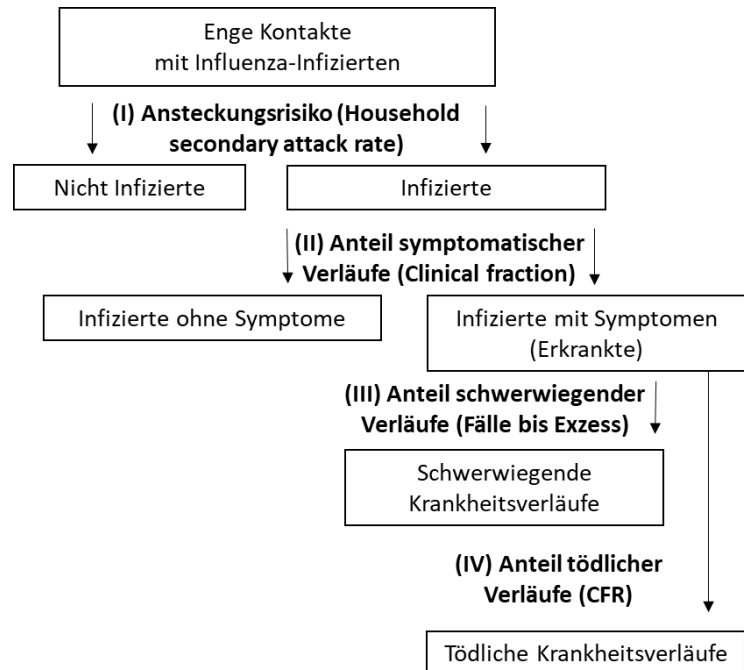 Enge Kontakte
mit Influenza-Infizierten
(I) Ansteckungsrisiko (Household
secondary attack rate)
Nicht Infizierte
Infizierte
(II) Anteil symptomatischer
Verläufe (Clinical fraction)
Infizierte ohne Symptome
Infizierte mit Symptomen
(Erkrankte)
(III) Anteil schwerwiegender
Verläufe (Fälle bis Exzess)
Schwerwiegende
Krankheitsverläufe
(IV) Anteil tödlicher
Verläufe (CFR)
Tödliche Krankheitsverläufe